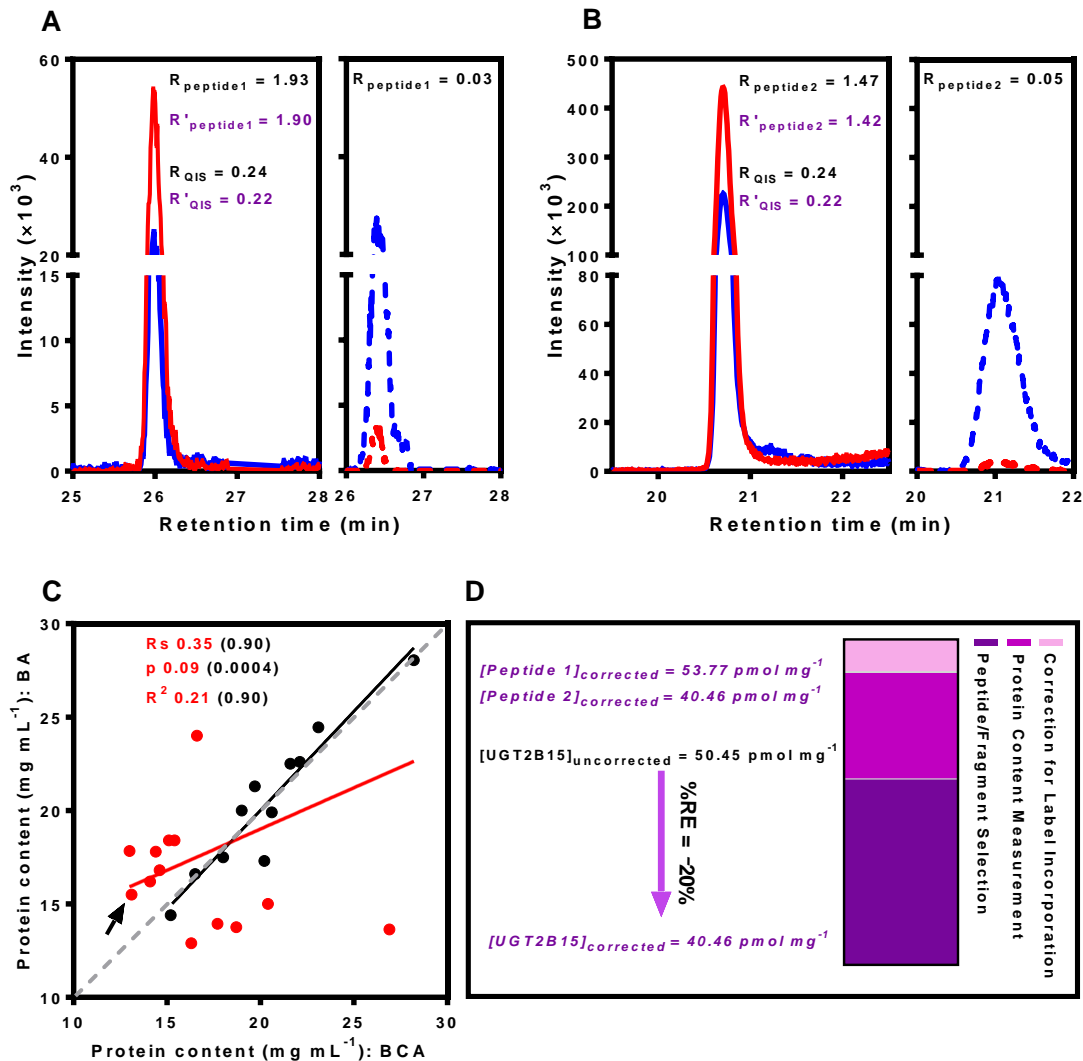 A
Intensity (×10³)
60
40
20
15
10
5
0
R peptide1 = 1.93
R' peptide1 = 1.90
R QIS = 0.24
R' QIS = 0.22
R peptide1 = 0.03
25 26 27 28 26 27 28
Retention time (min)
B
Intensity (×10³)
500
400
300
200
100
80
60
40
20
0
R peptide2 = 1.47
R' peptide2 = 1.42
R QIS = 0.24
R' QIS = 0.22
R peptide2 = 0.05
20 21 22 20 21 22
Retention time (min)
C
Protein content (mg mL⁻¹): BA
30
25
20
15
10
Rs 0.35 (0.90)
p 0.09 (0.0004)
R² 0.21 (0.90)
10 15 20 25 30
Protein content (mg mL⁻¹): BCA
D
[Peptide 1]corrected = 53.77 pmol mg⁻¹
[Peptide 2]corrected = 40.46 pmol mg⁻¹
[UGT2B15]uncorrected = 50.45 pmol mg⁻¹
%RE = -20%
[UGT2B15]corrected = 40.46 pmol mg⁻¹
Peptide/Fragment Selection
Protein Content Measurement
Correction for Label Incorporation